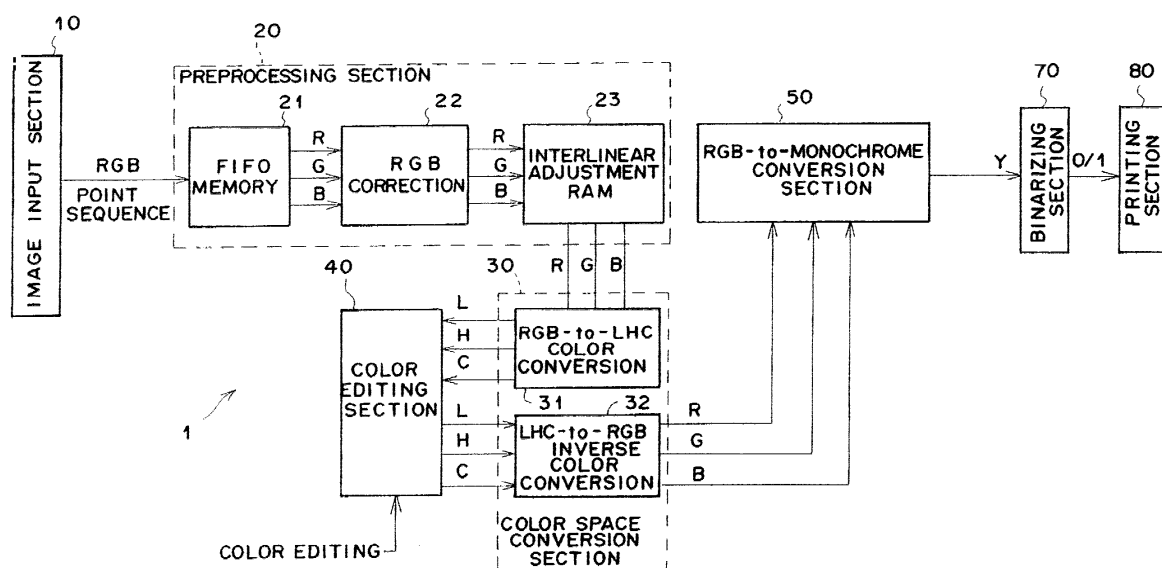 10
IMAGE INPUT SECTION
RGB
POINT
SEQUENCE
20
PREPROCESSING SECTION
21
FIFO
MEMORY
R
G
B
22
RGB
CORRECTION
R
G
B
23
INTERLINEAR
ADJUSTMENT
RAM
50
RGB-to-MONOCHROME
CONVERSION
SECTION
Y
70
BINARIZING
SECTION
0/1
80
PRINTING
SECTION
R G B
30
40
COLOR
EDITING
SECTION
L
H
C
RGB-to-LHC
COLOR
CONVERSION
31
32
L
H
C
LHC-to-RGB
INVERSE
COLOR
CONVERSION
R
G
B
1
COLOR EDITING
COLOR SPACE
CONVERSION
SECTION